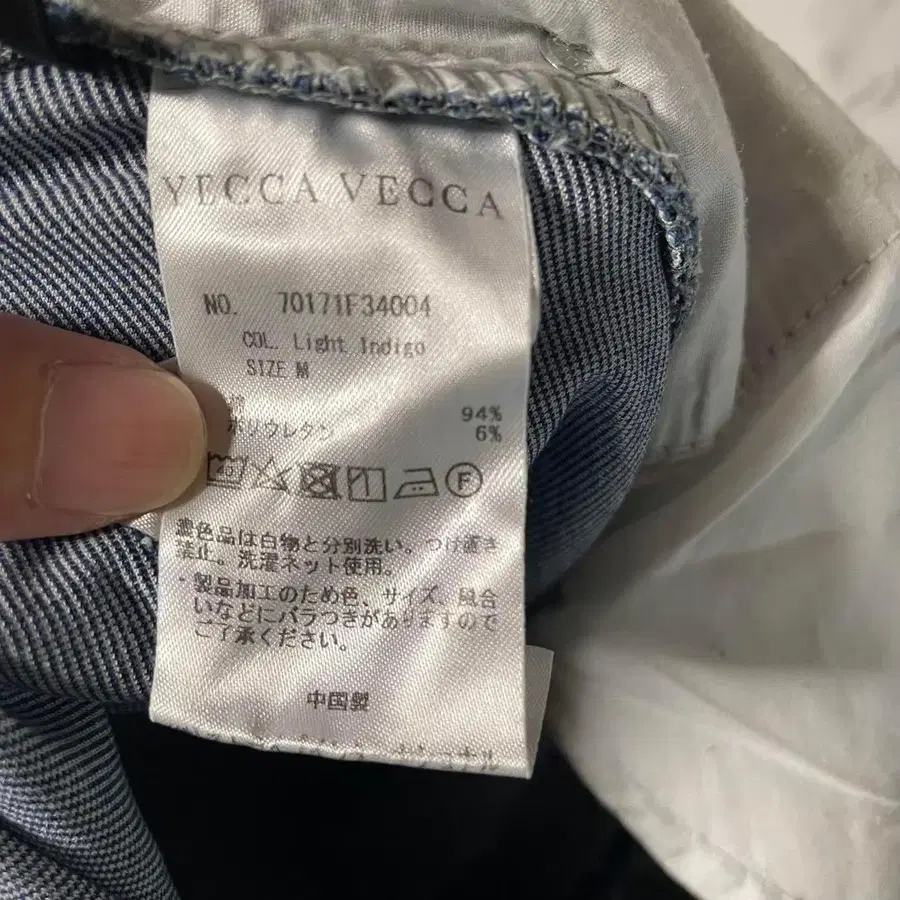 YECCA VECCA
NO. 70171F34004
COL. Light Indigo
SIZE M
94%
ポリウレタン 6%
F
濃色品は白物と分別洗い。つけ置き
禁止。洗濯ネット使用。
・製品加工のため色、サイズ、風合
いなどにバラつきがありますので
ご了承ください。
中国製